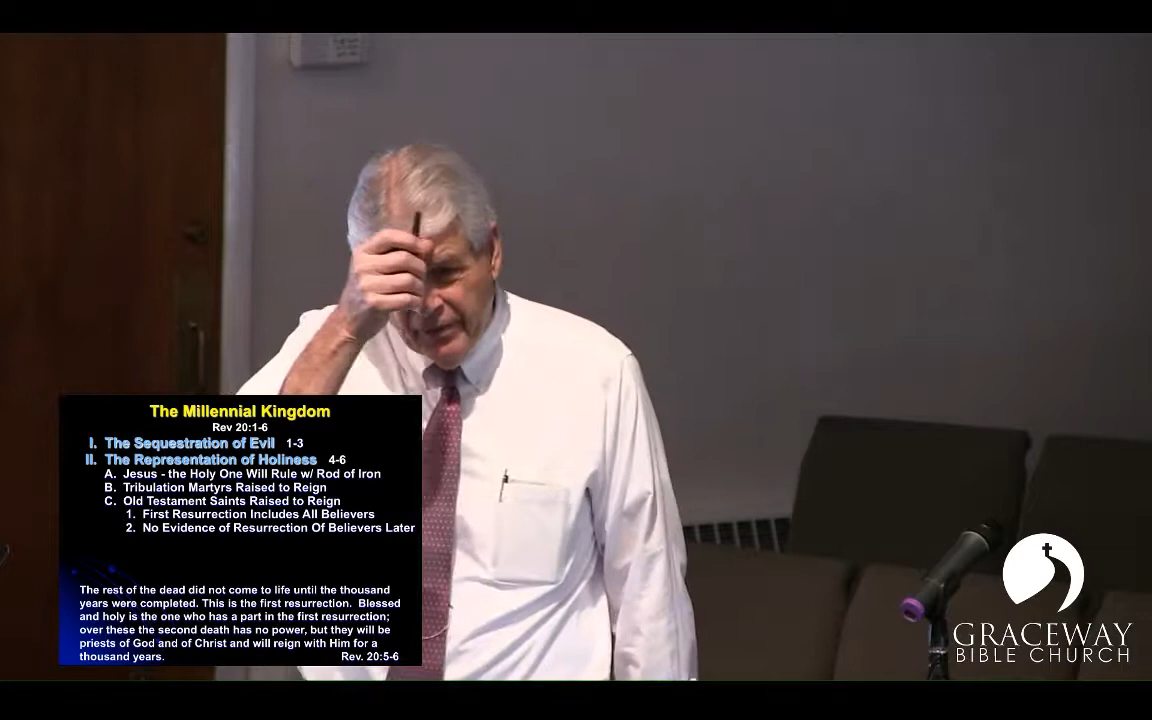 The Millennial Kingdom
Rev 20:1-6
I. The Sequestration of Evil 1-3
II. The Representation of Holiness 4-6
A. Jesus - the Holy One Will Rule w/ Rod of Iron
B. Tribulation Martyrs Raised to Reign
C. Old Testament Saints Raised to Reign
1. First Resurrection Includes All Believers
2. No Evidence of Resurrection Of Believers Later
The rest of the dead did not come to life until the thousand
years were completed. This is the first resurrection. Blessed
and holy is the one who has a part in the first resurrection;
over these the second death has no power, but they will be
priests of God and of Christ and will reign with Him for a
thousand years. Rev. 20:5-6
GRACEWAY
BIBLE CHURCH